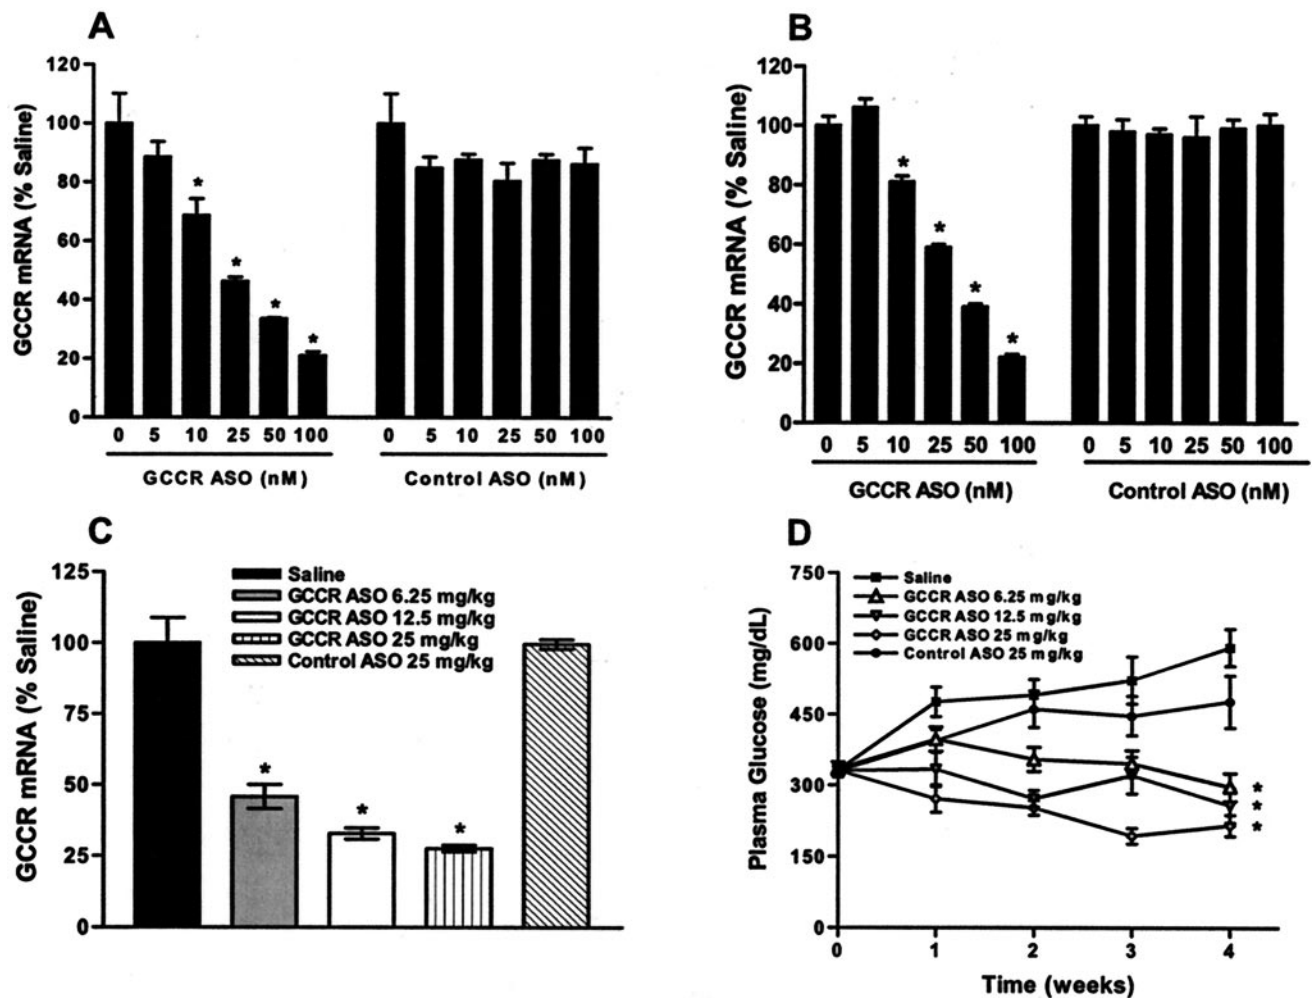 A
GCCR mRNA (% Saline)
120
100
80
60
40
20
0
*
*
*
*
0 5 10 25 50 100
0 5 10 25 50 100
GCCR ASO (nM)
Control ASO (nM)
B
GCCR mRNA (% Saline)
120
100
80
60
40
20
0
*
*
*
*
0 5 10 25 50 100
0 5 10 25 50 100
GCCR ASO (nM)
Control ASO (nM)
C
GCCR mRNA (% Saline)
125
100
75
50
25
0
Saline
GCCR ASO 6.25 mg/kg
GCCR ASO 12.5 mg/kg
GCCR ASO 25 mg/kg
Control ASO 25 mg/kg
*
*
*
D
Plasma Glucose (mg/dL)
750
600
450
300
150
0
Saline
GCCR ASO 6.25 mg/kg
GCCR ASO 12.5 mg/kg
GCCR ASO 25 mg/kg
Control ASO 25 mg/kg
*
*
*
0 1 2 3 4
Time (weeks)